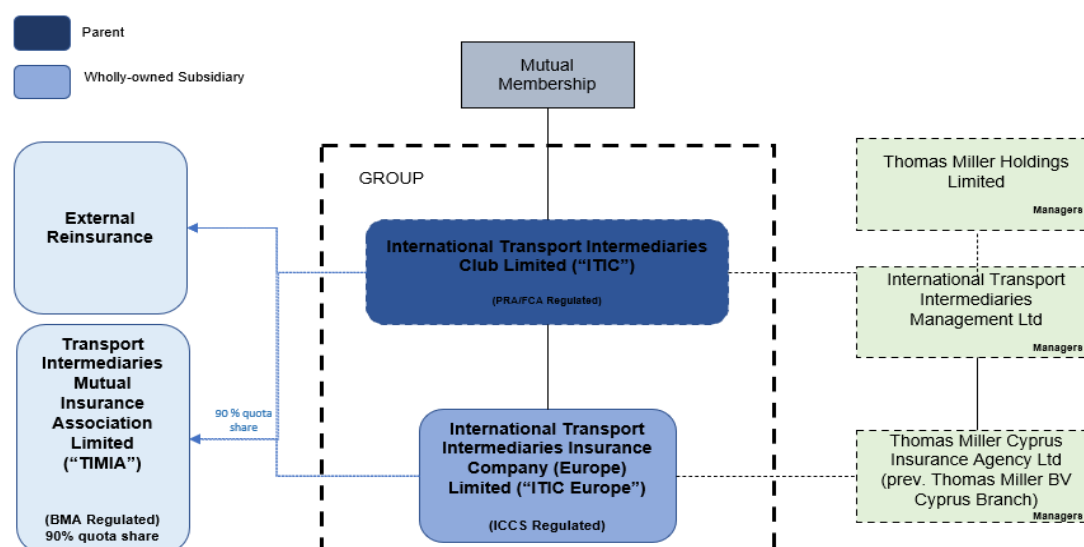 Parent
Wholly-owned Subsidiary
Mutual
Membership
GROUP
External
Reinsurance
Transport
Intermediaries
Mutual
Insurance
Association
Limited
(“TIMIA”)
(BMA Regulated)
90% quota share
90 % quota
share
International Transport Intermediaries
Club Limited (“ITIC”)
(PRA/FCA Regulated)
International Transport
Intermediaries Insurance
Company (Europe)
Limited (“ITIC Europe”)
(ICCS Regulated)
Thomas Miller Holdings
Limited
Managers
International Transport
Intermediaries
Management Ltd
Managers
Thomas Miller Cyprus
Insurance Agency Ltd
(prev. Thomas Miller BV
Cyprus Branch)
Managers